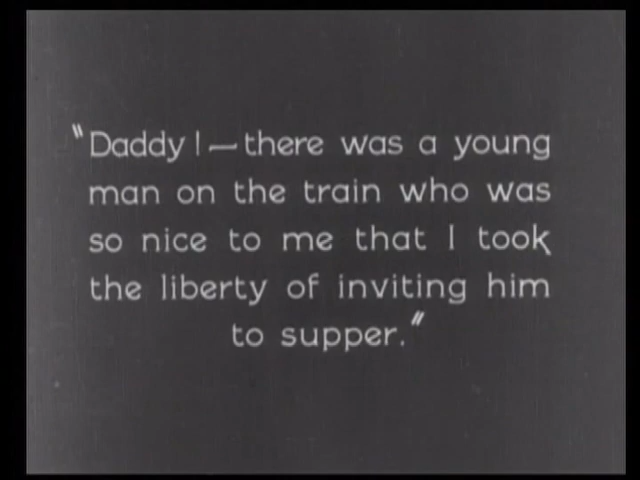 "Daddy!—there was a young
man on the train who was
so nice to me that I took
the liberty of inviting him
to supper."